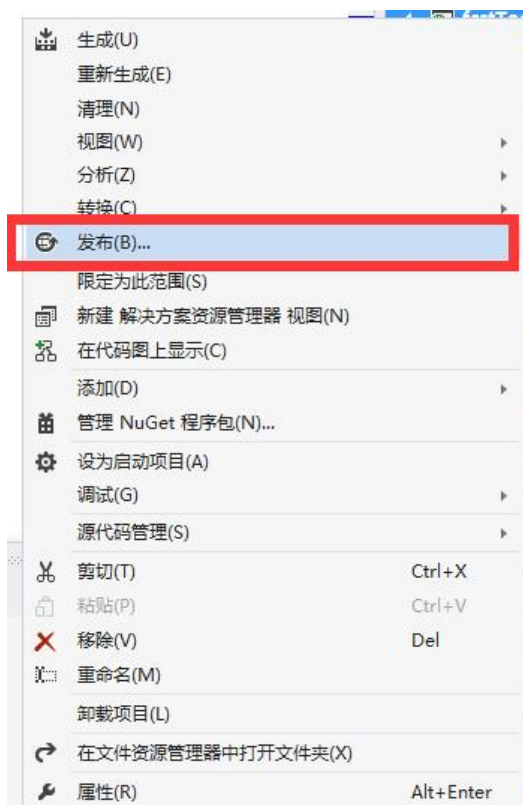 生成(U)
重新生成(E)
清理(N)
视图(W)
分析(Z)
转换(C)
发布(B)...
限定为此范围(S)
新建 解决方案资源管理器 视图(N)
在代码图上显示(C)
添加(D)
管理 NuGet 程序包(N)...
设为启动项目(A)
调试(G)
源代码管理(S)
剪切(T) Ctrl+X
粘贴(P) Ctrl+V
移除(V) Del
重命名(M)
卸载项目(L)
在文件资源管理器中打开文件夹(X)
属性(R) Alt+Enter